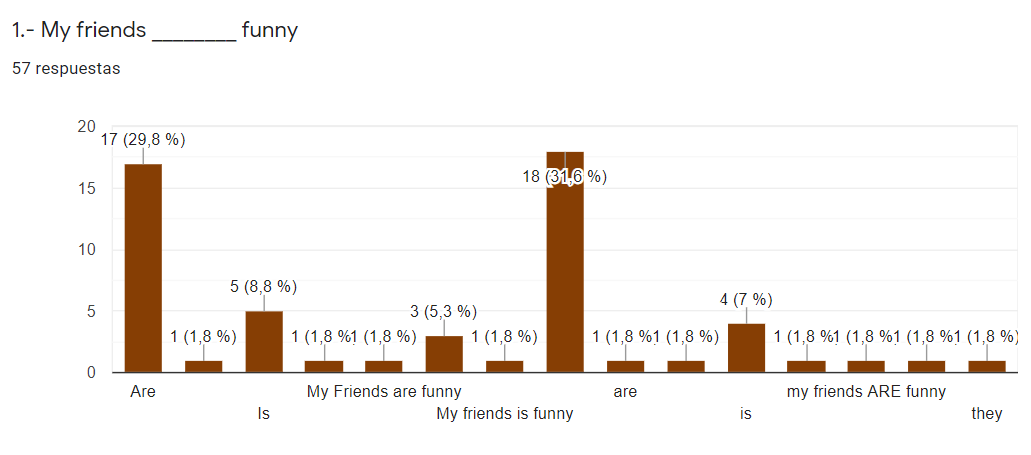 1.- My friends ________ funny
57 respuestas
20
15
10
5
0
17 (29,8 %)
1 (1,8 %)
5 (8,8 %)
1 (1,8 %)
1 (1,8 %)
3 (5,3 %)
1 (1,8 %)
18 (31,6 %)
1 (1,8 %)
1 (1,8 %)
4 (7 %)
1 (1,8 %)
1 (1,8 %)
1 (1,8 %)
1 (1,8 %)
Are
Is
My Friends are funny
My friends is funny
are
is
my friends ARE funny
they